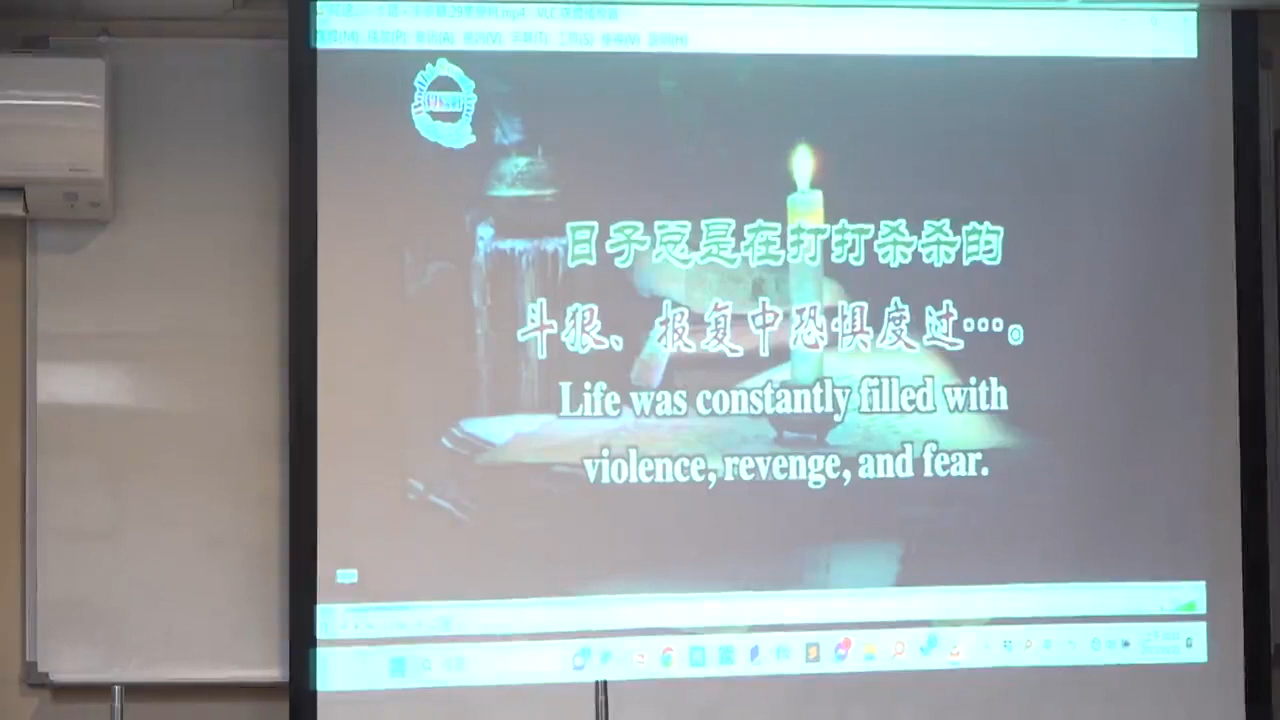 日子总是在打打杀杀的
斗狠、报复中恐惧度过…。
Life was constantly filled with
violence, revenge, and fear.